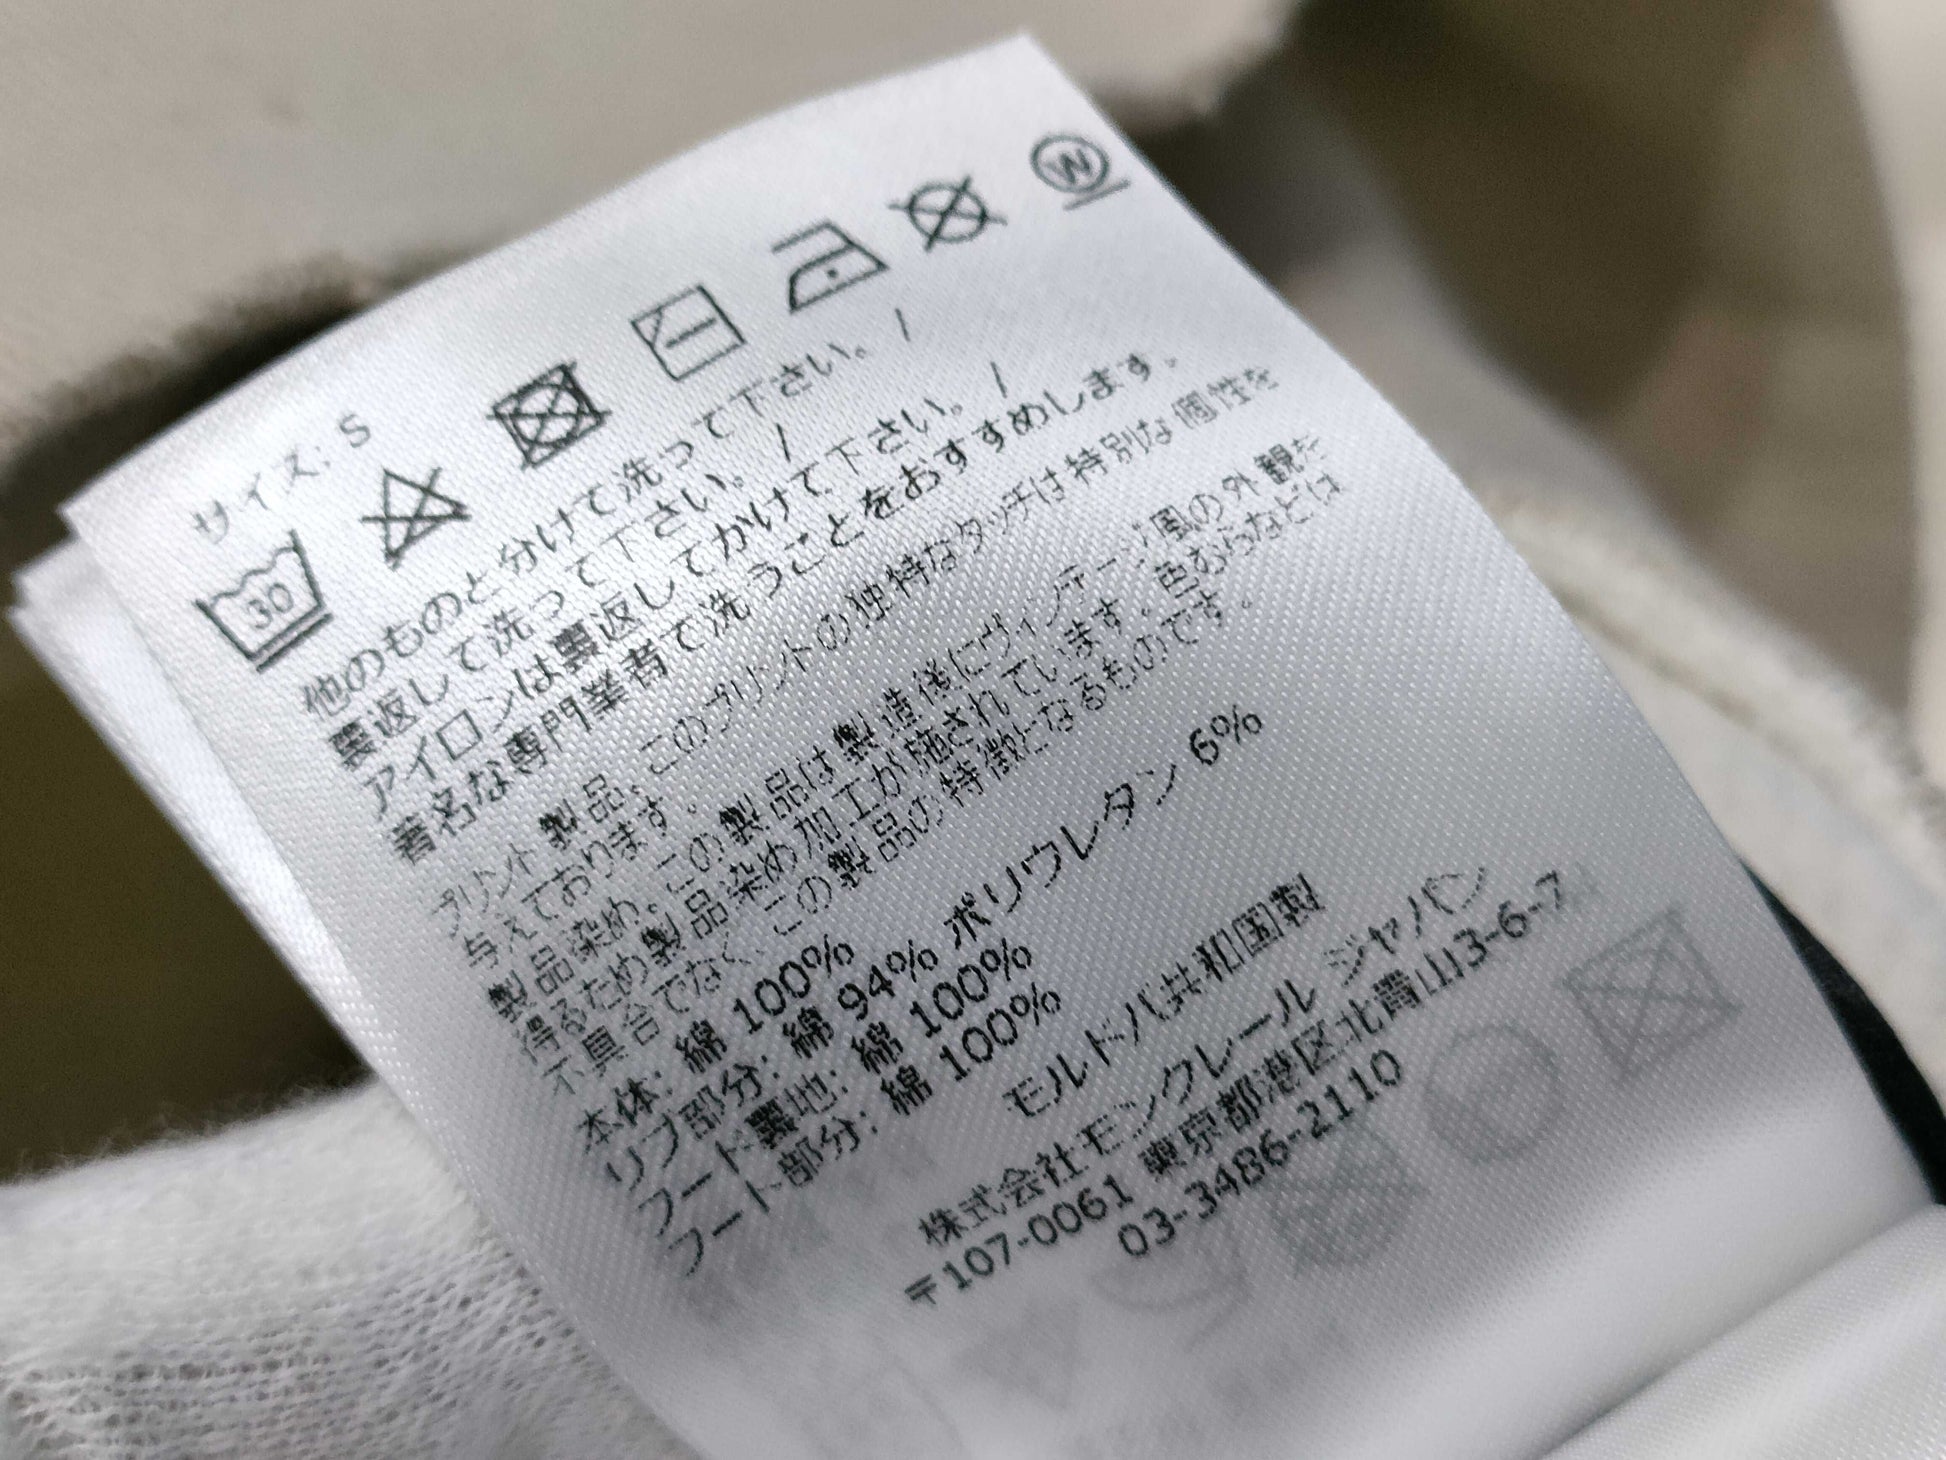 サイズ: S
30
W
他のものと分けて洗って下さい。 /
裏返して洗って下さい。 /
アイロンは裏返してかけて下さい。 /
著名な専門業者で洗うことをおすすめします。
プリント製品。このプリントの独特なタッチは特別な個性を
与えております。
製品染め。この製品は製造後にヴィンテージ風の外観を
得るため製品染め加工が施されています。色むらなどは
不具合でなく、この製品の特徴となるものです。
本体: 綿 100%
リブ部分: 綿 94% ポリウレタン 6%
フード裏地: 綿 100%
フード部分: 綿 100%
モルドバ共和国製
株式会社モンクレール ジャパン
〒107-0061 東京都港区北青山3-6-7
03-3486-2110